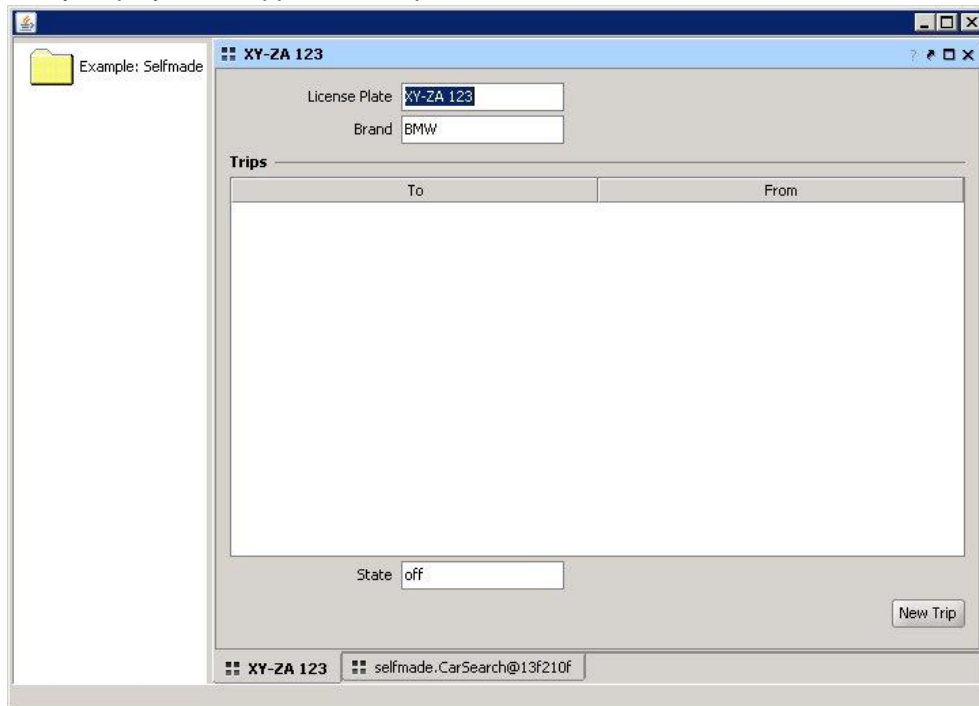 Example: Selfmade
XY-ZA 123
?
License Plate XY-ZA 123
Brand BMW
Trips
To From
State off
New Trip
XY-ZA 123 selfmade.CarSearch@13f210f